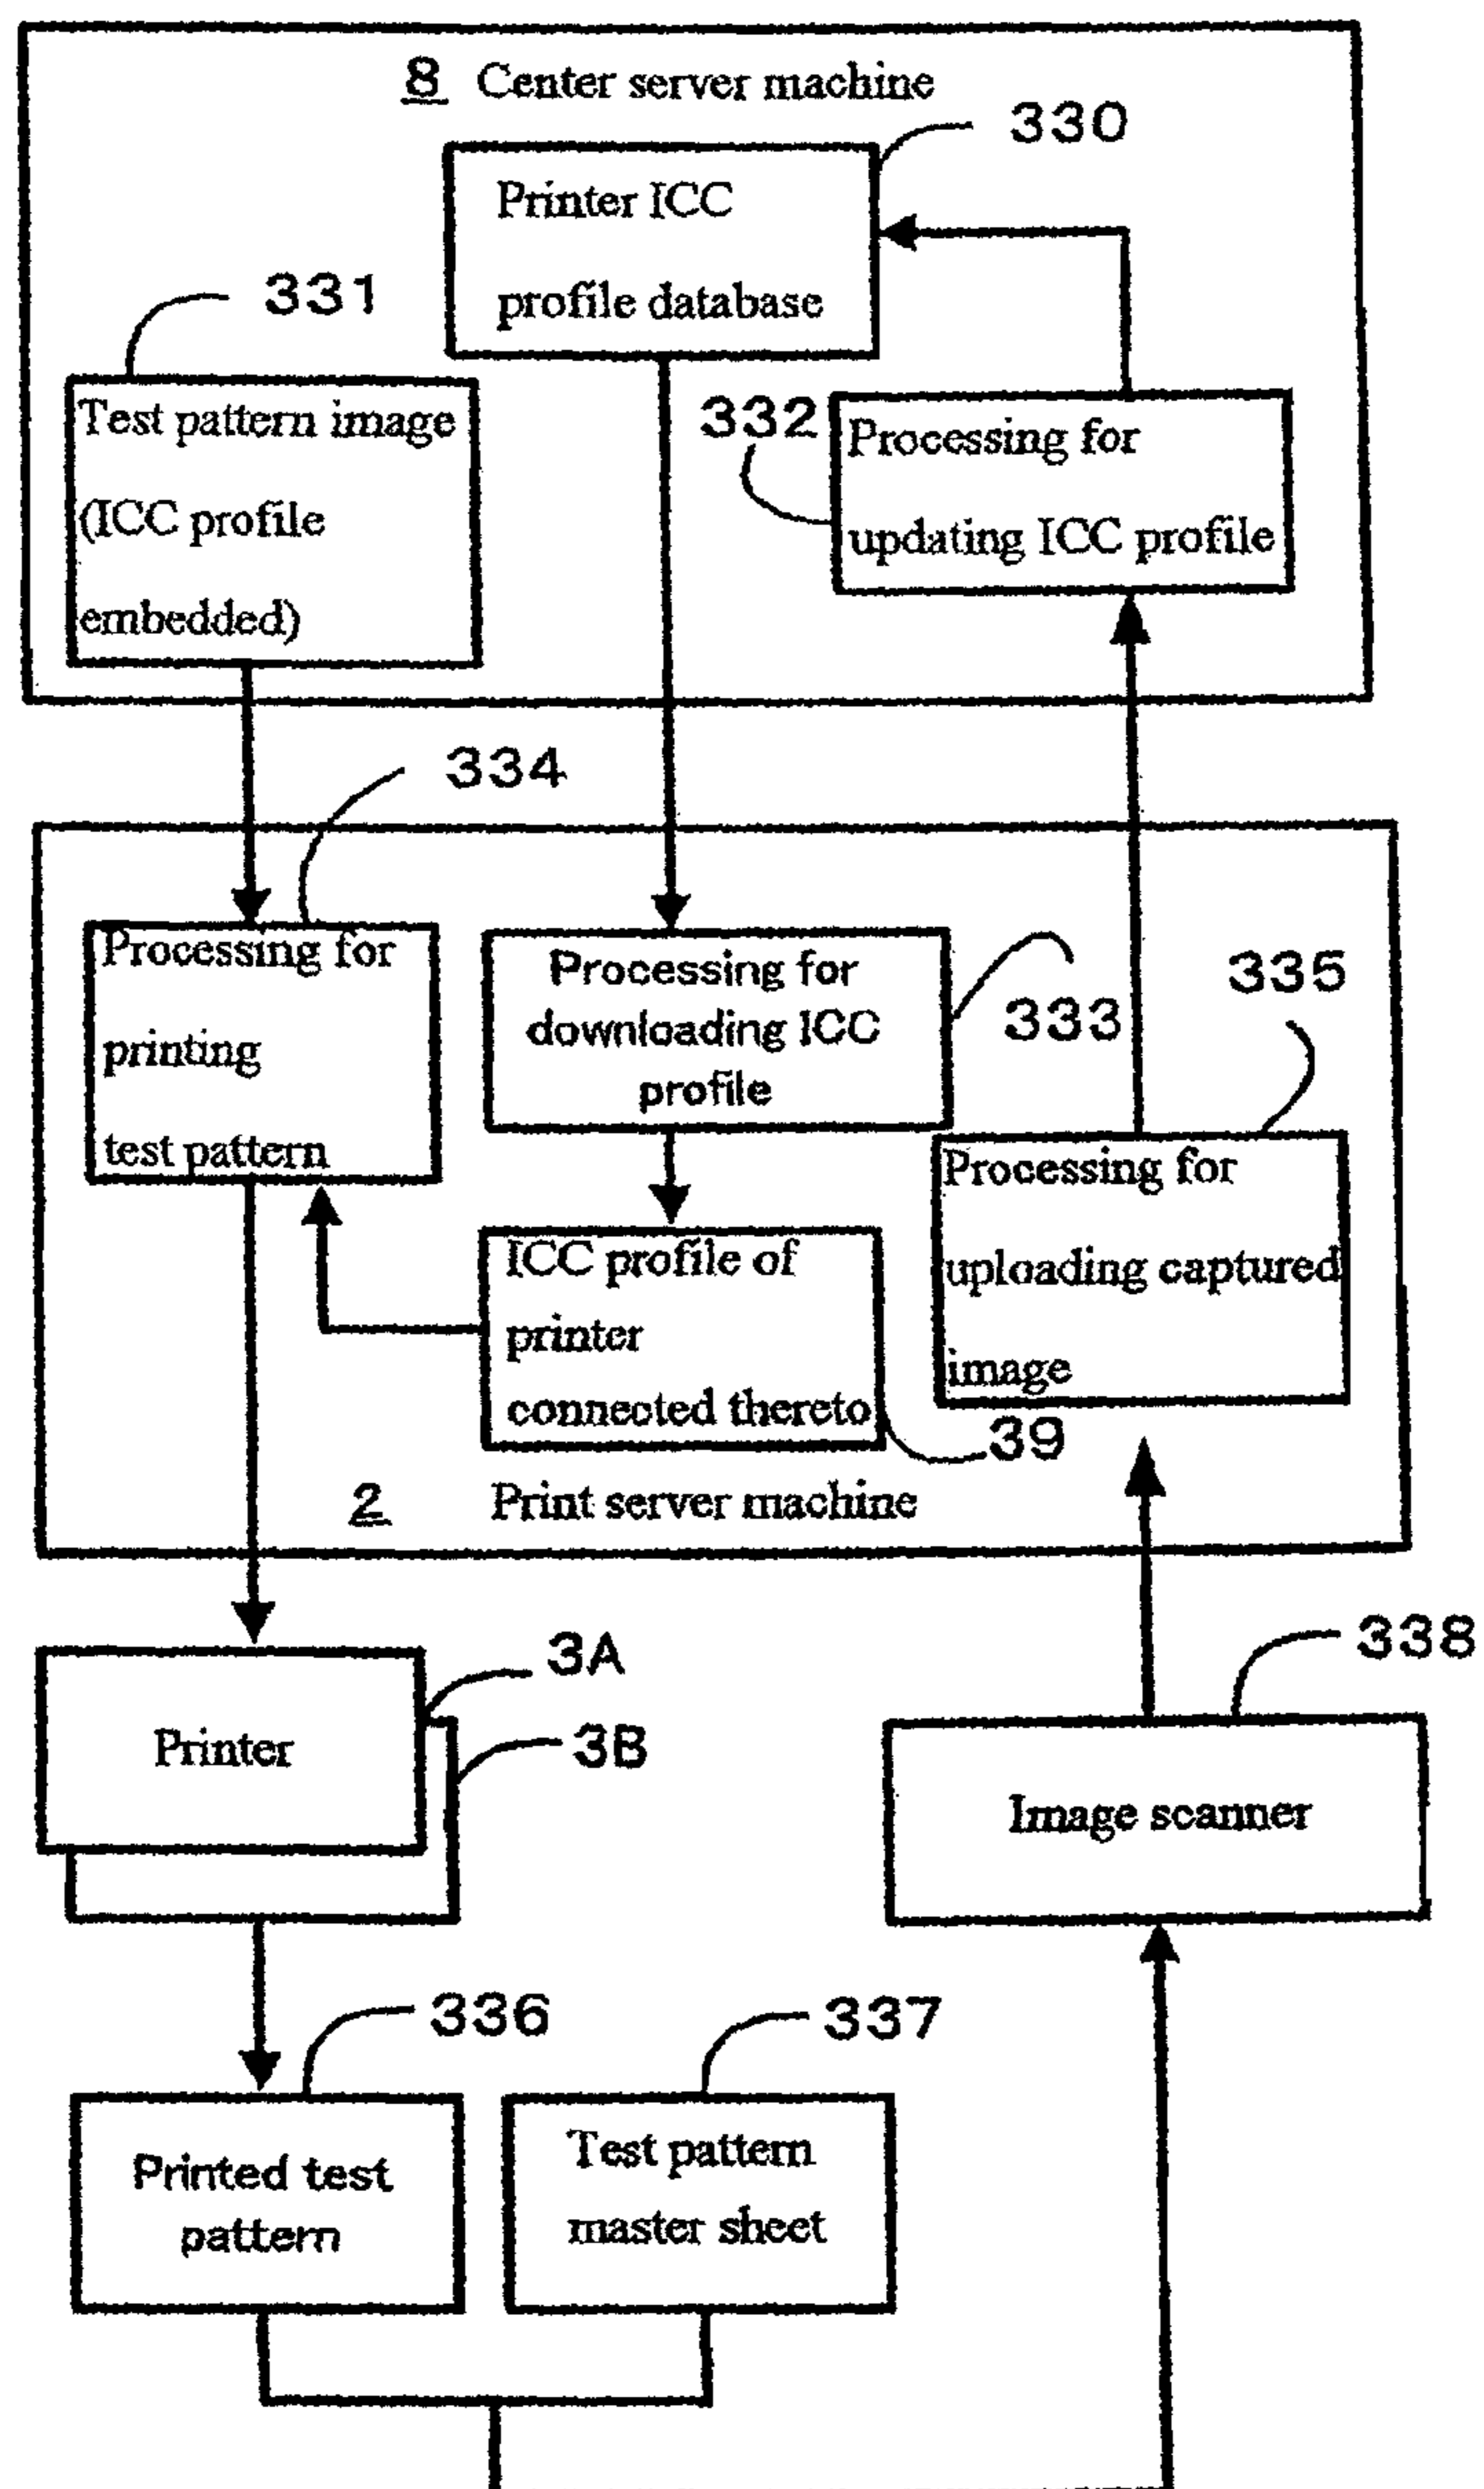 8 Center server machine
330
Printer ICC
profile database
331
Test pattern image
(ICC profile
embedded)
332
Processing for
updating ICC profile
334
Processing for
printing
test pattern
Processing for
downloading ICC
profile
333
335
Processing for
uploading captured
image
ICC profile of
printer
connected thereto
39
2 Print server machine
3A
Printer
3B
338
Image scanner
336
337
Printed test
pattern
Test pattern
master sheet